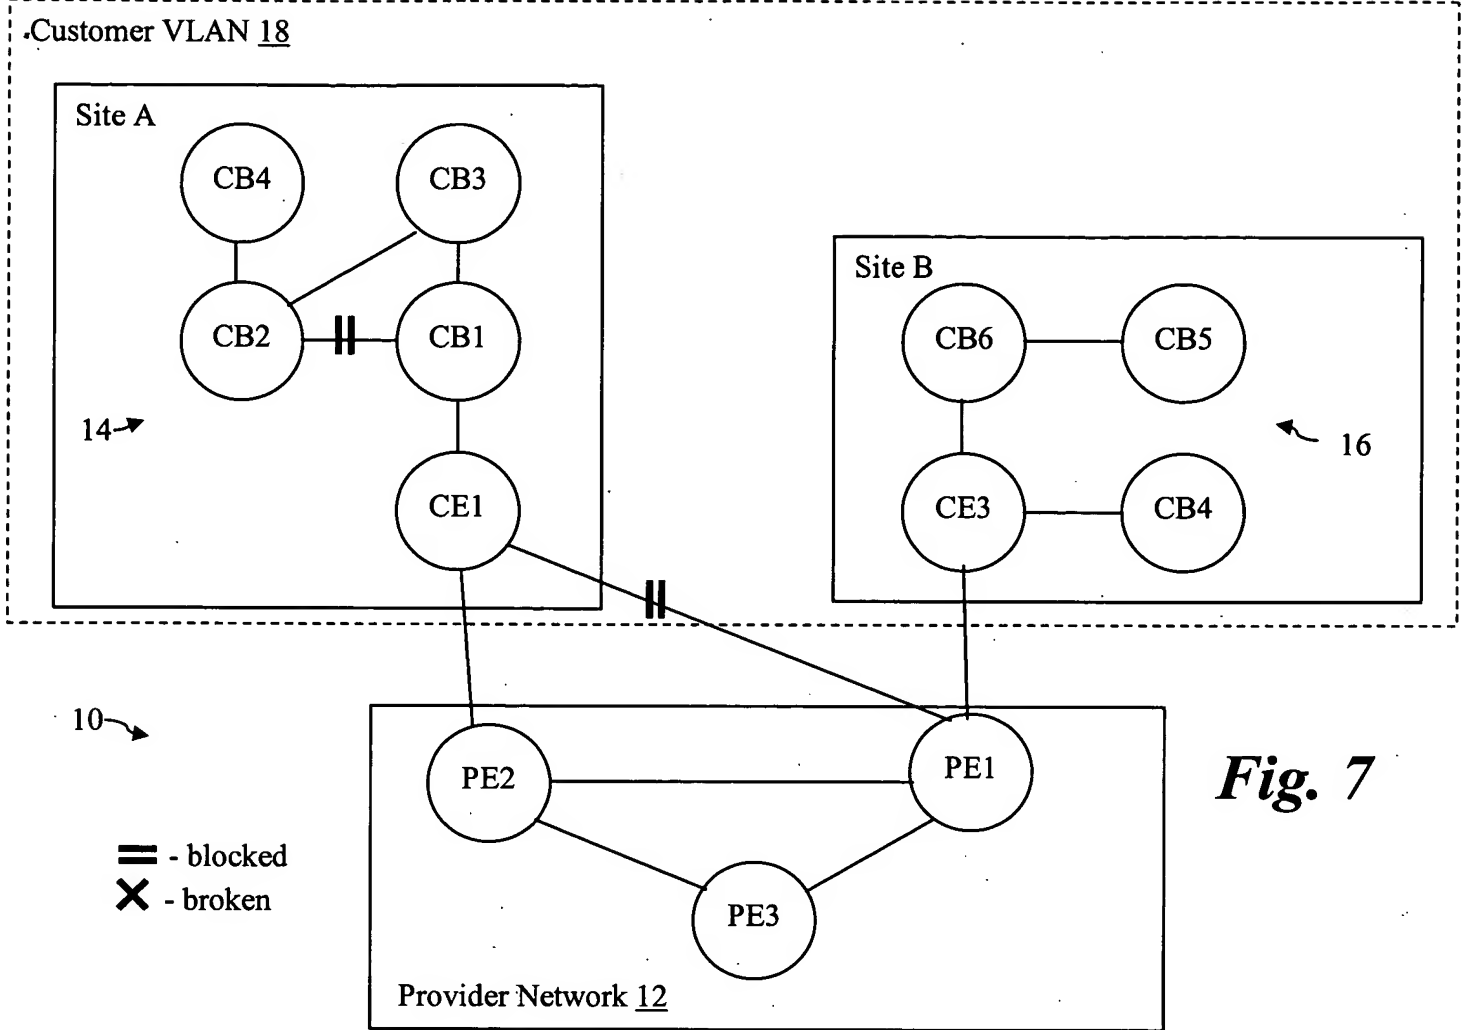 Customer VLAN 18
Site A
CB4
CB3
CB2
CB1
14
CE1
Site B
CB6
CB5
16
CE3
CB4
10
PE2
PE1
PE3
Fig. 7
- blocked
- broken
Provider Network 12